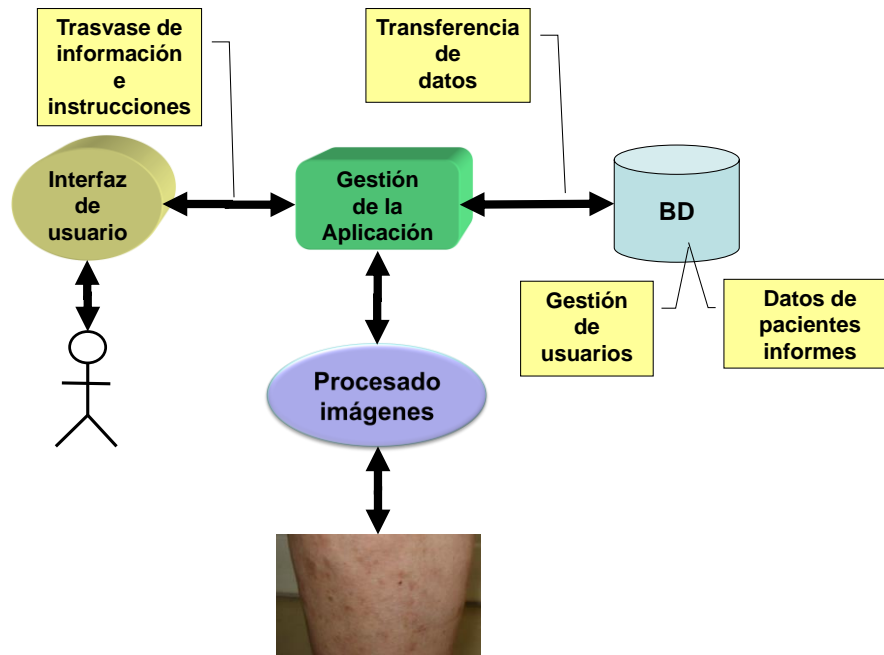 Trasvase de
información
e
instrucciones
Transferencia
de
datos
Interfaz
de
usuario
Gestión
de la
Aplicación
BD
Gestión
de
usuarios
Datos de
pacientes
informes
Procesado
imágenes